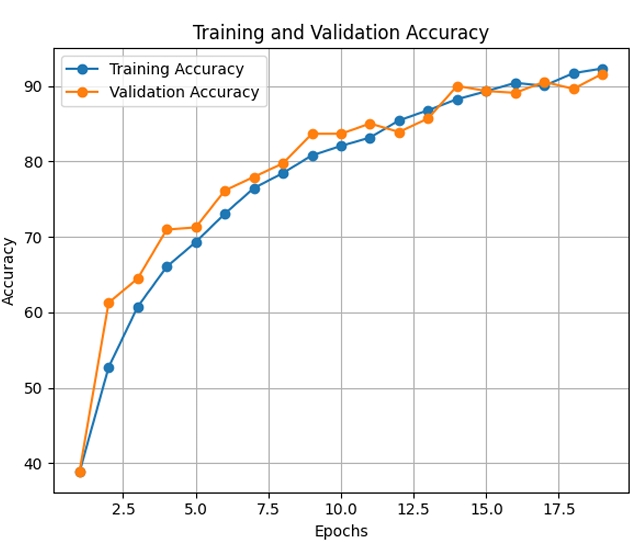 Training and Validation Accuracy
Training Accuracy
Validation Accuracy
90
80
70
60
50
40
Accuracy
2.5 5.0 7.5 10.0 12.5 15.0 17.5
Epochs